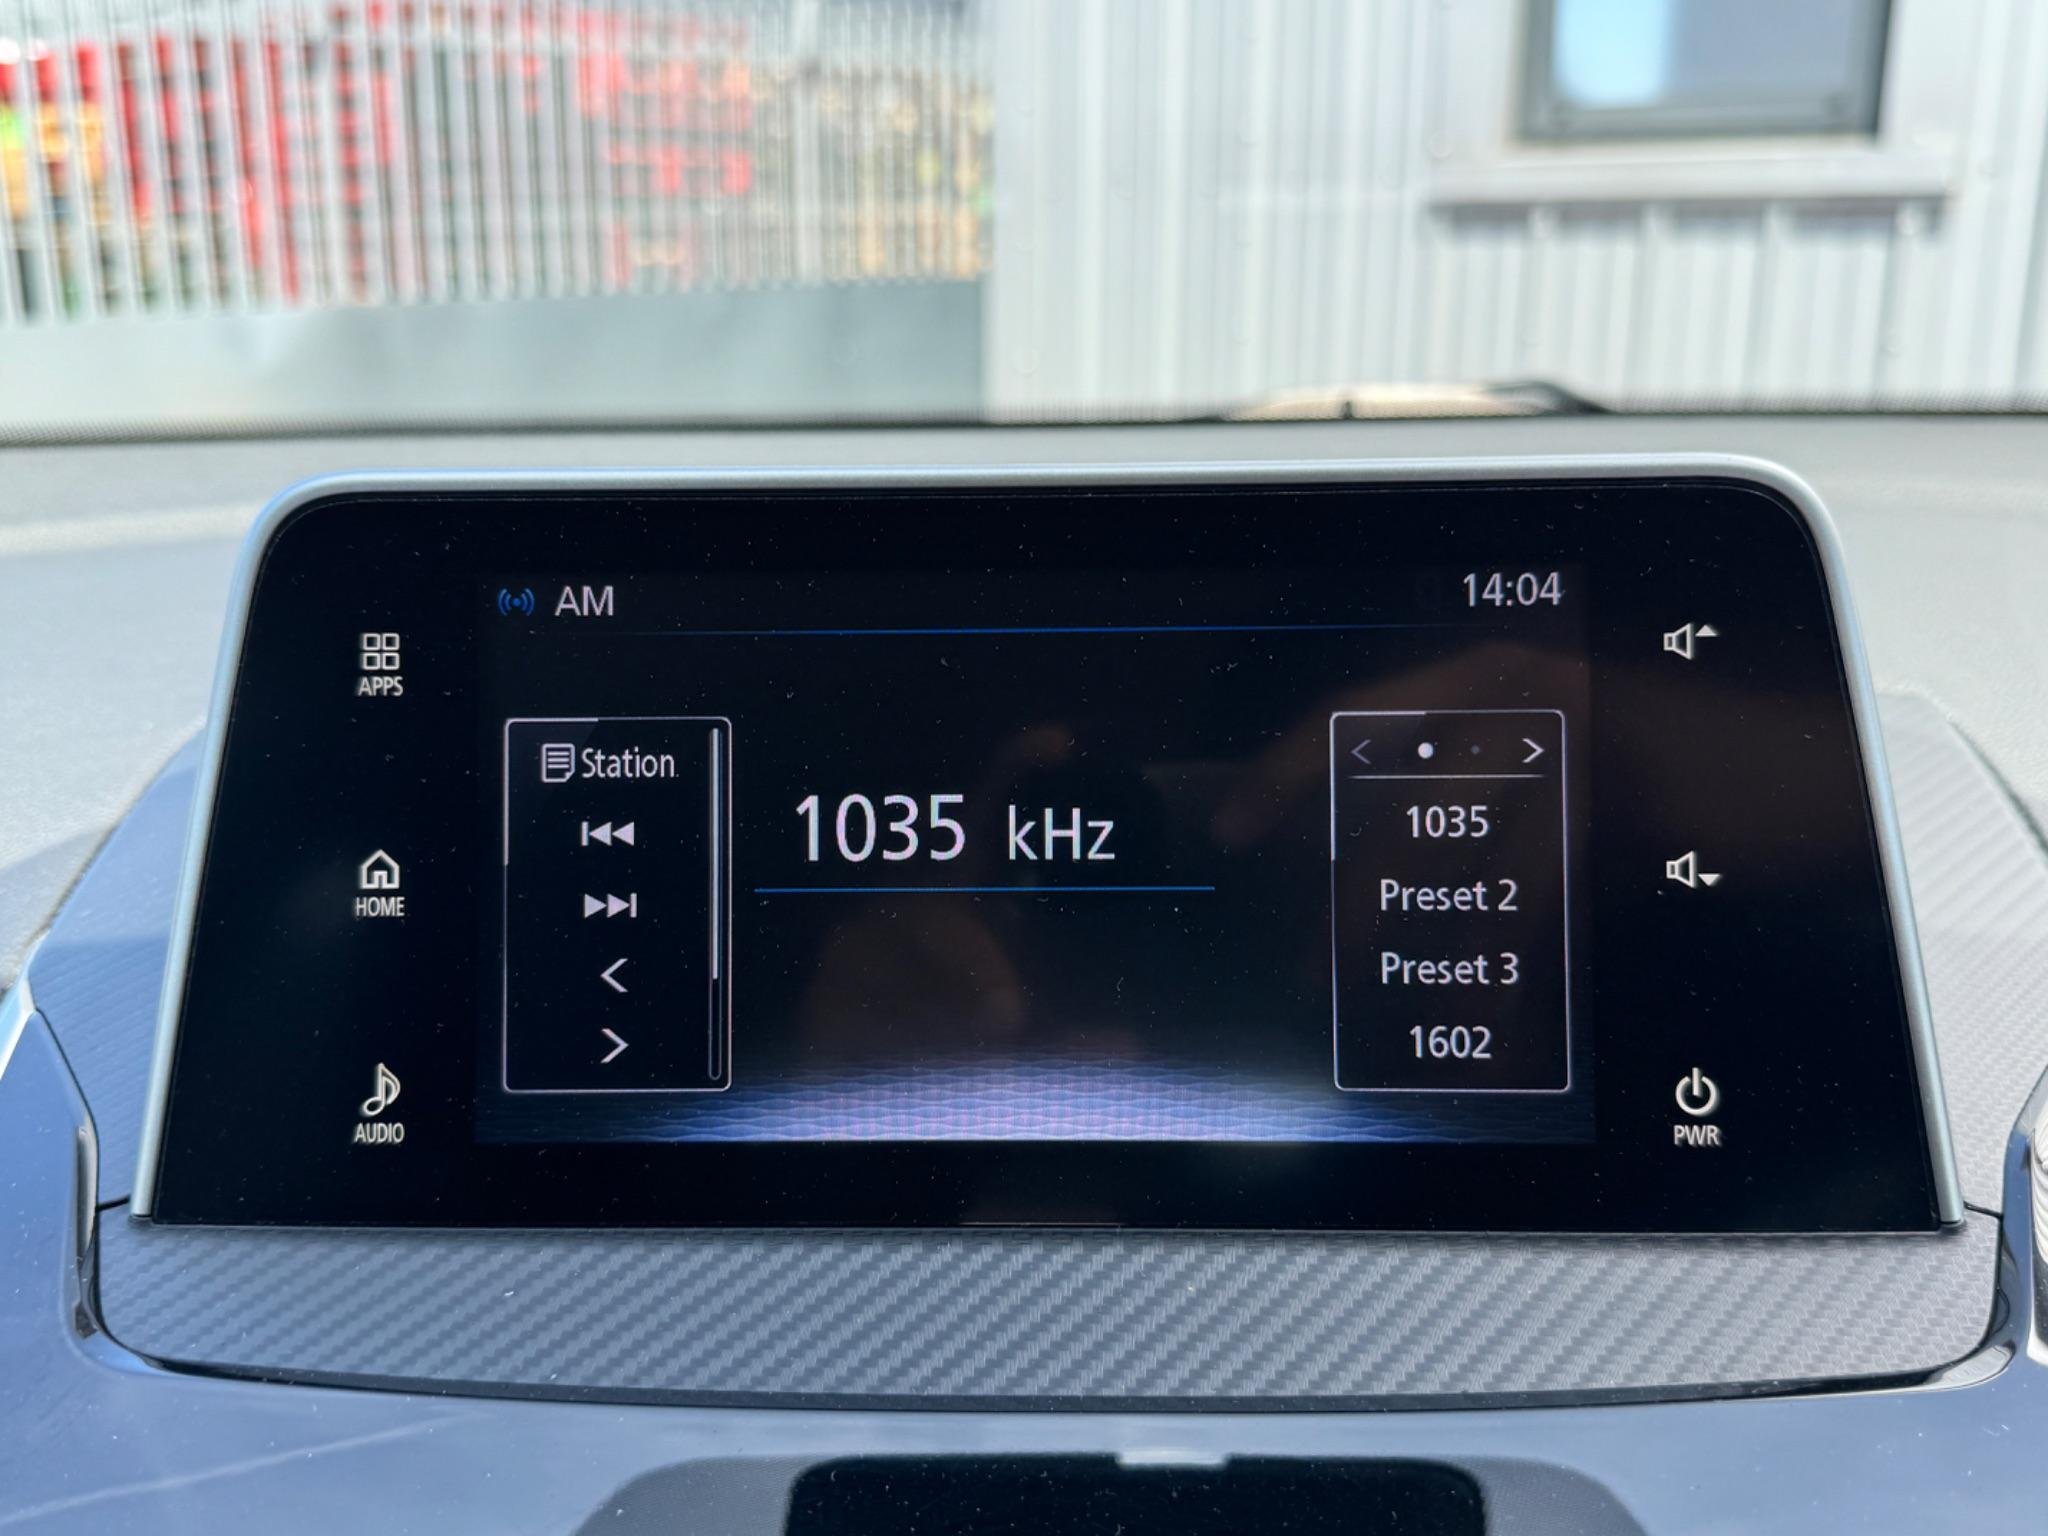 AM
14:04
APPS
Station
1035 kHz
1035
Preset 2
Preset 3
1602
HOME
AUDIO
PWR